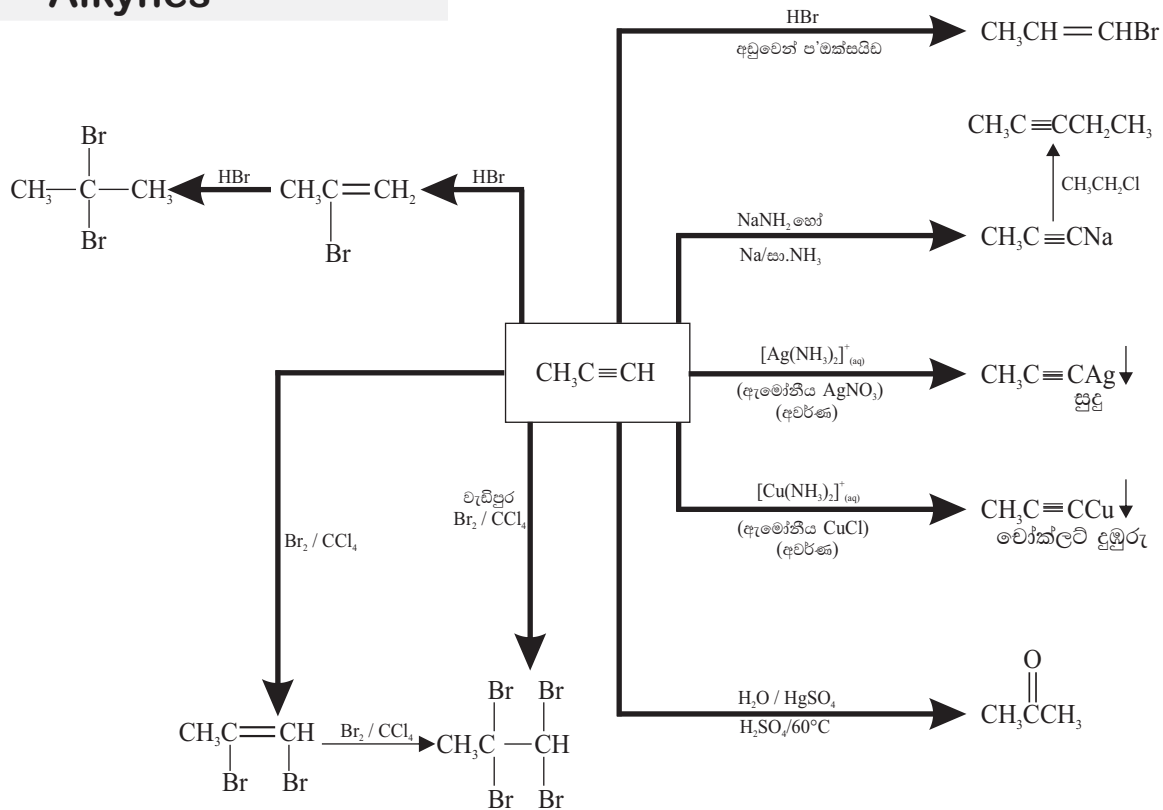 Alkynes
HBr
අඩුවෙන් ප'ඔක්සයිඩ
CH₃CH=CHBr
CH₃C≡CCH₂CH₃
CH₃CH₂Cl
NaNH₂ හෝ
Na/සා.NH₃
CH₃C≡CNa
Br
CH₃—C—CH₃
Br
HBr
CH₃C=CH₂
Br
HBr
CH₃C≡CH
[Ag(NH₃)₂]⁺(aq)
(ඇමෝනීය AgNO₃)
(අවර්ණ)
CH₃C≡CAg↓
සුදු
[Cu(NH₃)₂]⁺(aq)
(ඇමෝනීය CuCl)
(අවර්ණ)
CH₃C≡CCu↓
චෝක්ලට් දුඹුරු
වැඩිපුර
Br₂ / CCl₄
Br₂ / CCl₄
H₂O / HgSO₄
H₂SO₄/60°C
O
CH₃CCH₃
CH₃C=CH
Br Br
Br₂ / CCl₄
Br Br
CH₃C—CH
Br Br